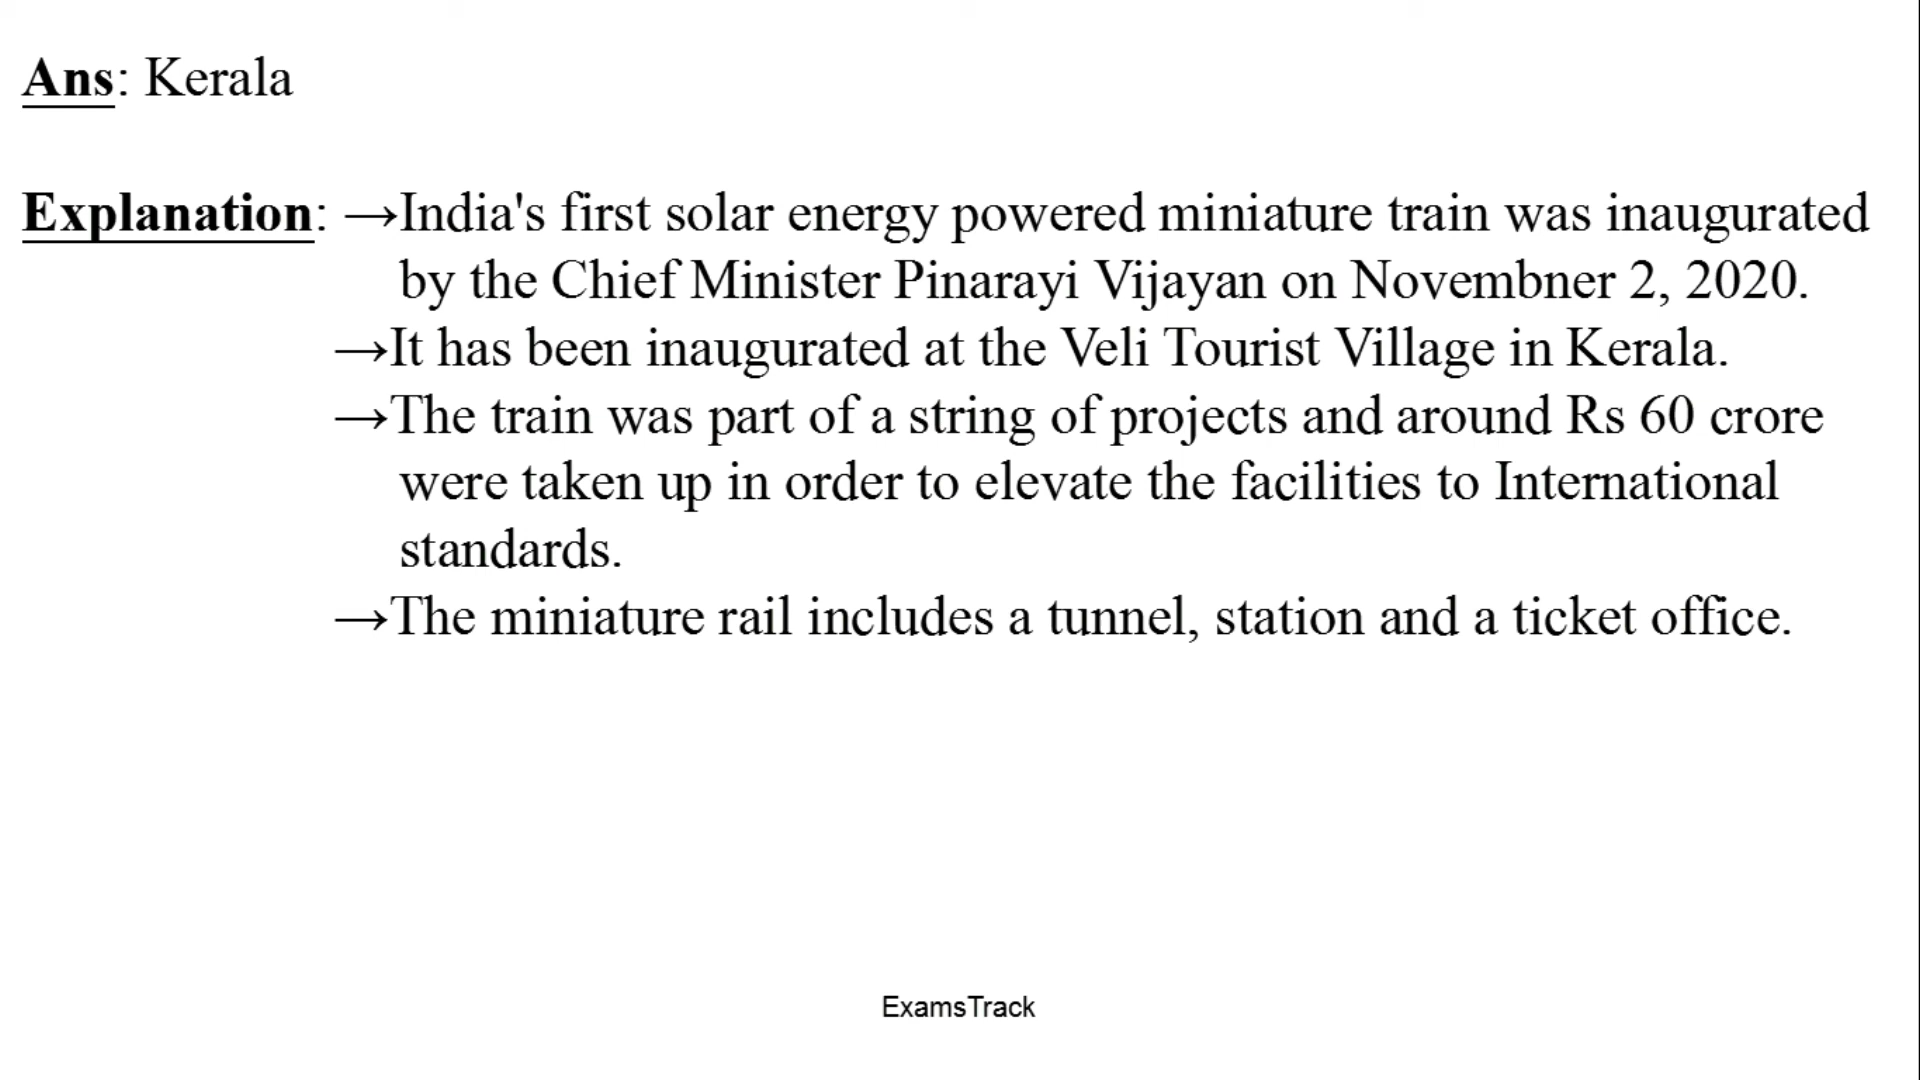 Ans: Kerala
Explanation: →India's first solar energy powered miniature train was inaugurated
by the Chief Minister Pinarayi Vijayan on Novembner 2, 2020.
→It has been inaugurated at the Veli Tourist Village in Kerala.
→The train was part of a string of projects and around Rs 60 crore
were taken up in order to elevate the facilities to International
standards.
→The miniature rail includes a tunnel, station and a ticket office.
ExamsTrack